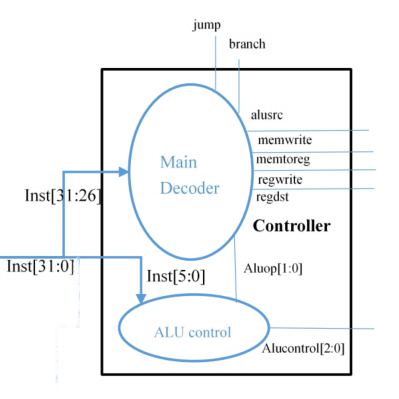 jump
branch
alusrc
memwrite
Main
Decoder
memtoreg
regwrite
Inst[31:26]
regdst
Controller
Inst[31:0]
Inst[5:0]
Aluop[1:0]
ALU control
Alucontrol[2:0]